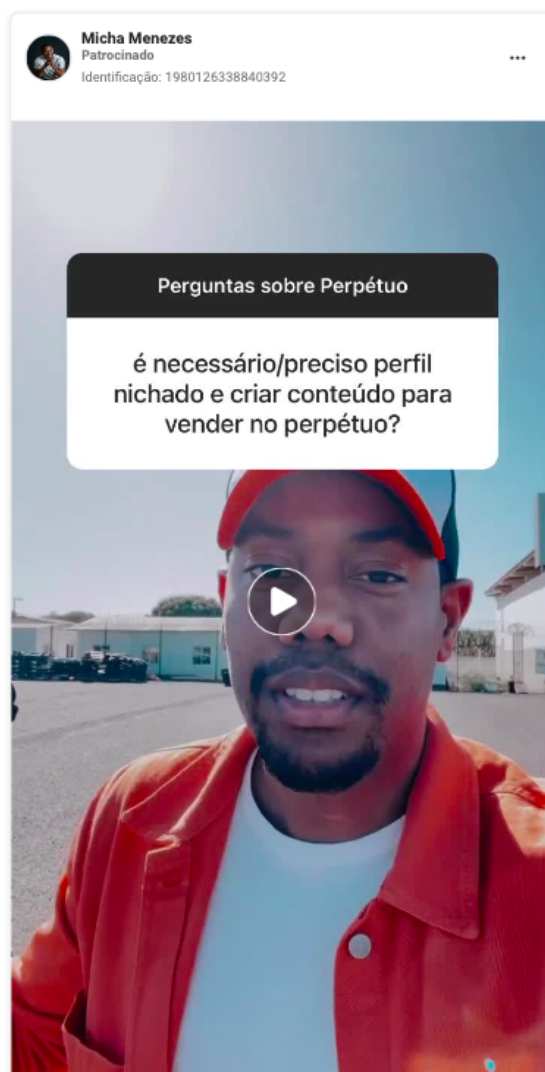 Micha Menezes
Patrocinado
Identificação: 1980126338840392
Perguntas sobre Perpétuo
é necessário/preciso perfil
nichado e criar conteúdo para
vender no perpétuo?